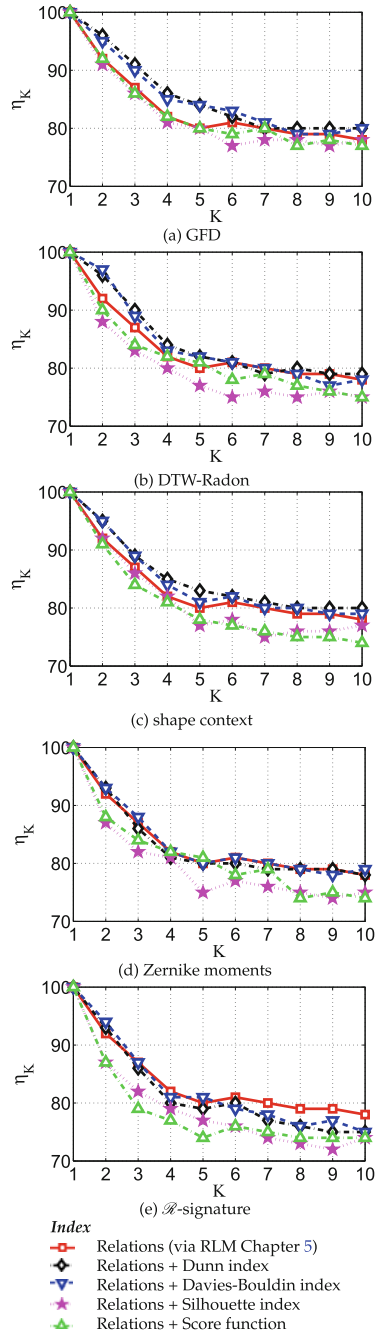 100
90
80
70
η_K
1 2 3 4 5 6 7 8 9 10
K
(a) GFD
100
90
80
70
η_K
1 2 3 4 5 6 7 8 9 10
K
(b) DTW-Radon
100
90
80
70
η_K
1 2 3 4 5 6 7 8 9 10
K
(c) shape context
100
90
80
70
η_K
1 2 3 4 5 6 7 8 9 10
K
(d) Zernike moments
100
90
80
70
η_K
1 2 3 4 5 6 7 8 9 10
K
(e) ℛ-signature
Index
Relations (via RLM Chapter 5)
Relations + Dunn index
Relations + Davies-Bouldin index
Relations + Silhouette index
Relations + Score function